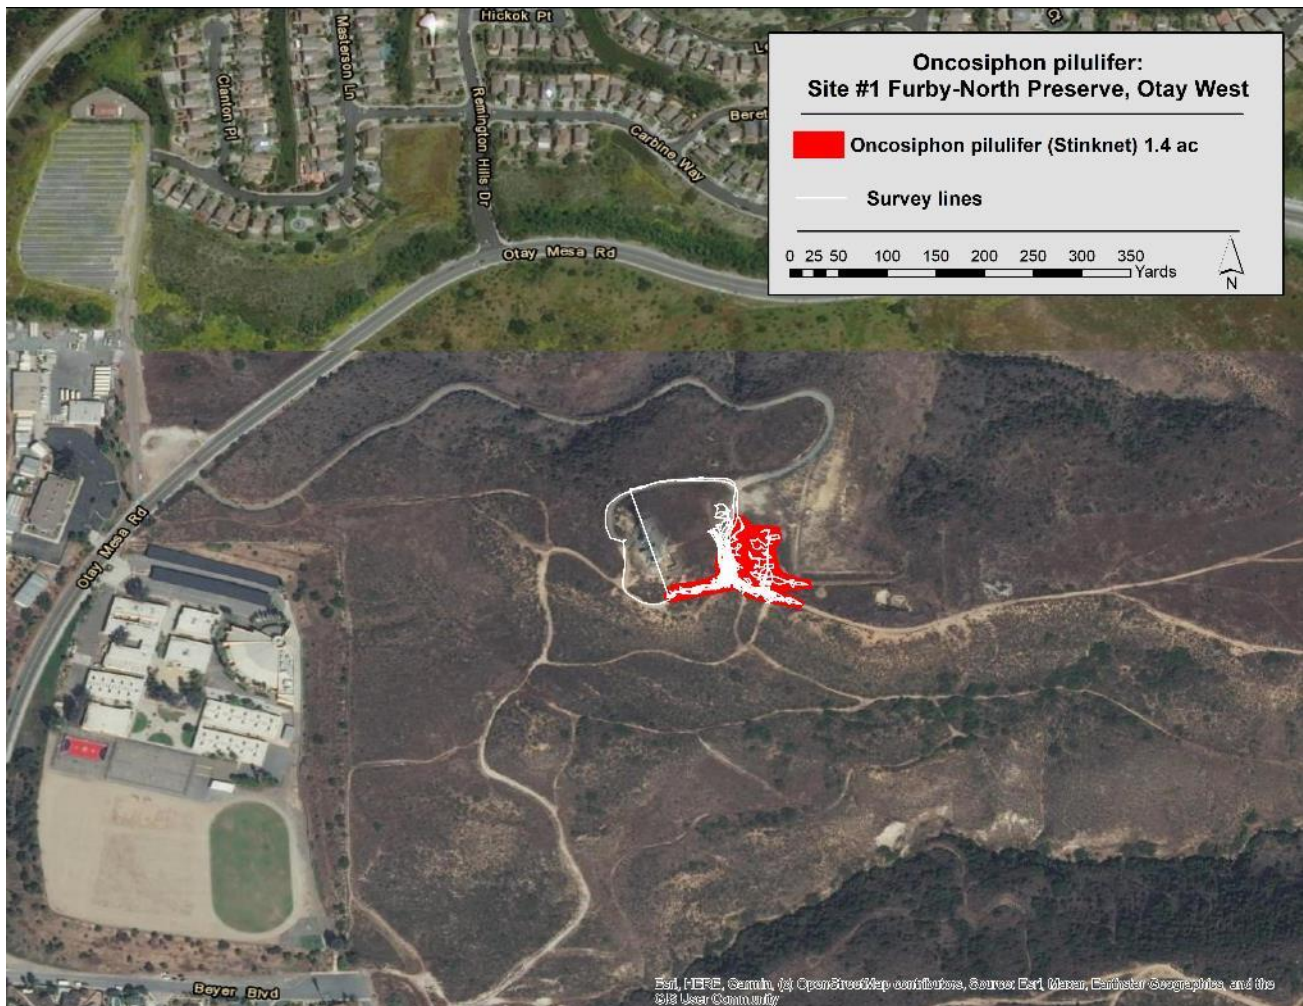 Hickok Pt
Masterson Ln
Clanton Pl
Remington Hills Dr
Carbine Way
Otay Mesa Rd
Oncosiphon pilulifer:
Site #1 Furby-North Preserve, Otay West
Oncosiphon pilulifer (Stinknet) 1.4 ac
Survey lines
0 25 50 100 150 200 250 300 350
Yards
N
Otay Mesa Rd
Beyer Blvd
Esri, HERE, Garmin, (c) OpenStreetMap contributors, Source: Esri, Maxar, Earthstar Geographics, and the
GIS User Community